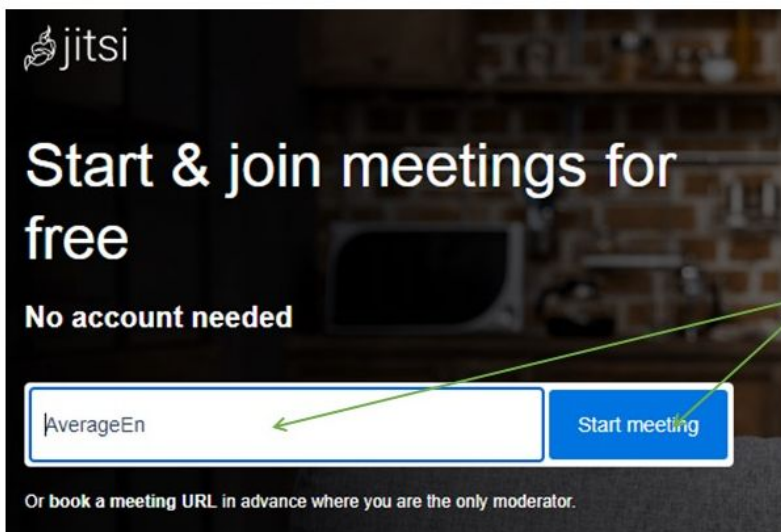 jitsi
Start & join meetings for
free
No account needed
AverageEn
Start meeting
Or book a meeting URL in advance where you are the only moderator.